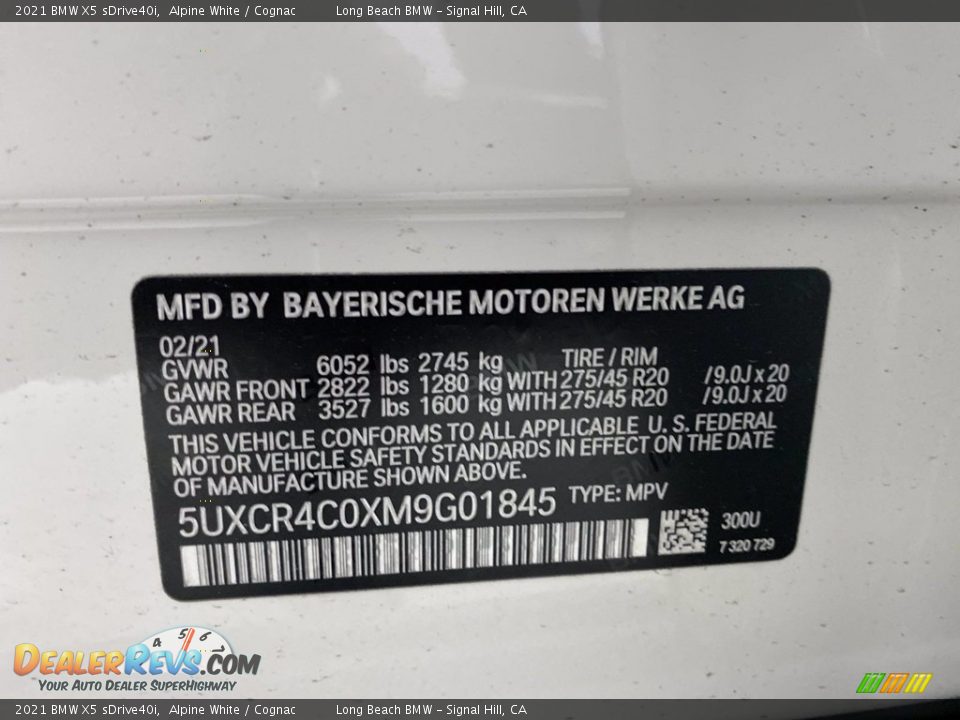 2021 BMW X5 sDrive40i, Alpine White / Cognac Long Beach BMW - Signal Hill, CA
MFD BY BAYERISCHE MOTOREN WERKE AG
02/21
GVWR 6052 lbs 2745 kg TIRE / RIM
GAWR FRONT 2822 lbs 1280 kg WITH 275/45 R20 /9.0J x 20
GAWR REAR 3527 lbs 1600 kg WITH 275/45 R20 /9.0J x 20
THIS VEHICLE CONFORMS TO ALL APPLICABLE U. S. FEDERAL
MOTOR VEHICLE SAFETY STANDARDS IN EFFECT ON THE DATE
OF MANUFACTURE SHOWN ABOVE.
5UXCR4C0XM9G01845 TYPE: MPV
300U
7 320 729
4 5 6
DEALERREVS.COM
YOUR AUTO DEALER SUPERHIGHWAY
2021 BMW X5 sDrive40i, Alpine White / Cognac Long Beach BMW - Signal Hill, CA